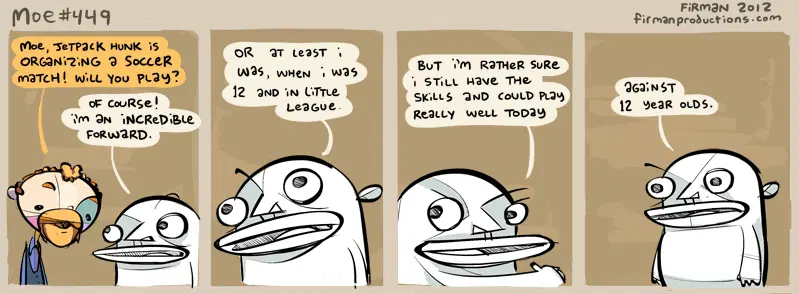 Moe #449
FiRMAN 2012
firmanproductions.com
Moe, JETPACK HUNK iS
ORGANiZiNG A SOCCER
MATCH! WiLL YOU PLAY?
OF COURSE!
i'M AN iNCREDiBLE
FORWARD.
OR AT LEAST i
WAS, WHEN i WAS
12 AND iN LiTTLE
LEAGUE.
BUT i'M RATHER SURE
i STiLL HAVE THE
SKiLLS AND COULD PLAY
REALLY WELL TODAY
AGAiNST
12 YEAR OLDS.